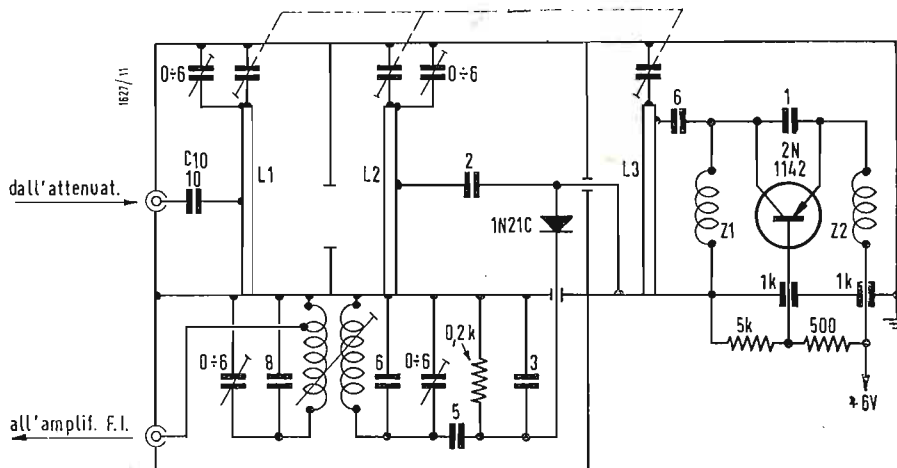 1627/11
0÷6
0÷6
6
1
C10
10
L1
L2
2
L3
2N
1142
dall'attenuat.
1N21C
Z1
Z2
1k
1k
0÷6
8
6
0÷6
0,2k
3
5k
500
5
+6V
all'amplif. F.I.